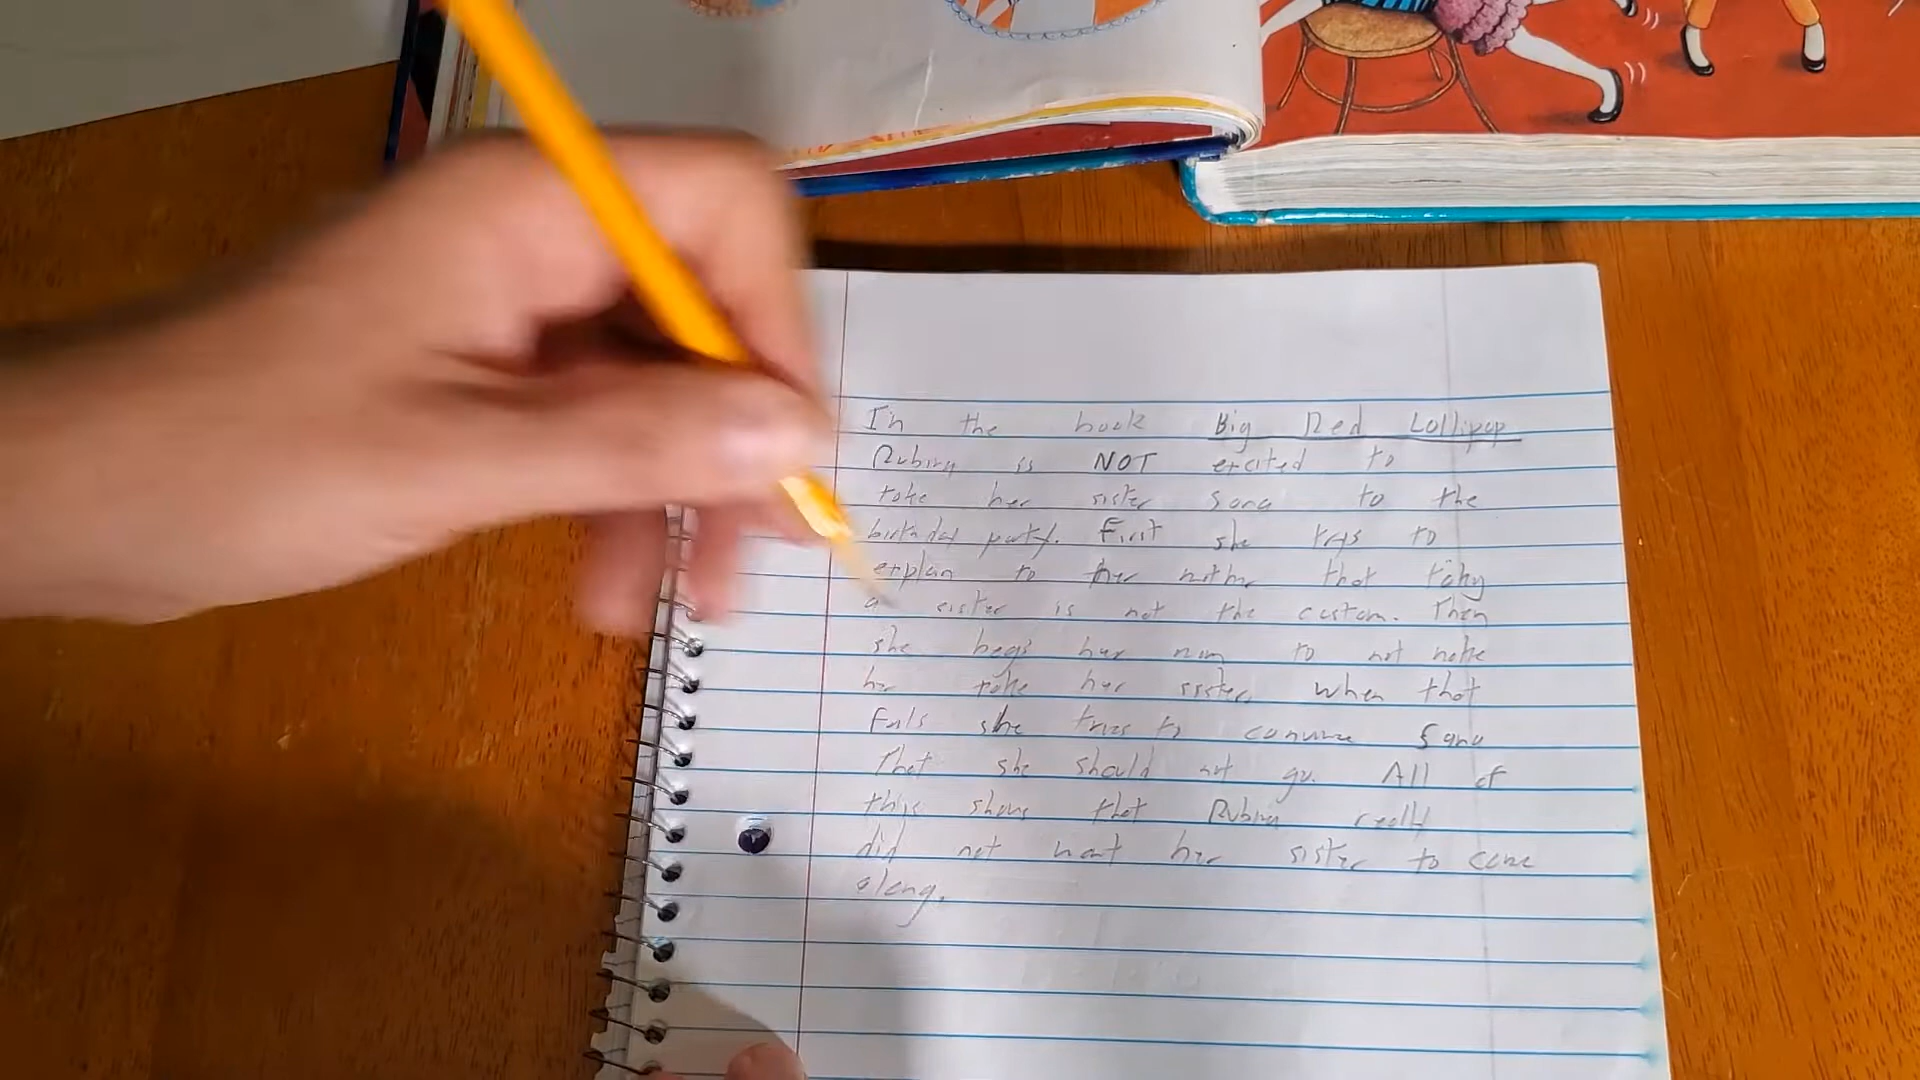 In the book Big Red Lollipop
Rubina is NOT excited to
take her sister Sana to the
birthday party. First she trys to
explain to her mother that taking
a sister is not the custom. Then
she begs her mom to not make
her take her sister, when that
Fails she tries to convince Sana
That she should not go. All of
this shows that Rubina really
did not want her sister to come
along.